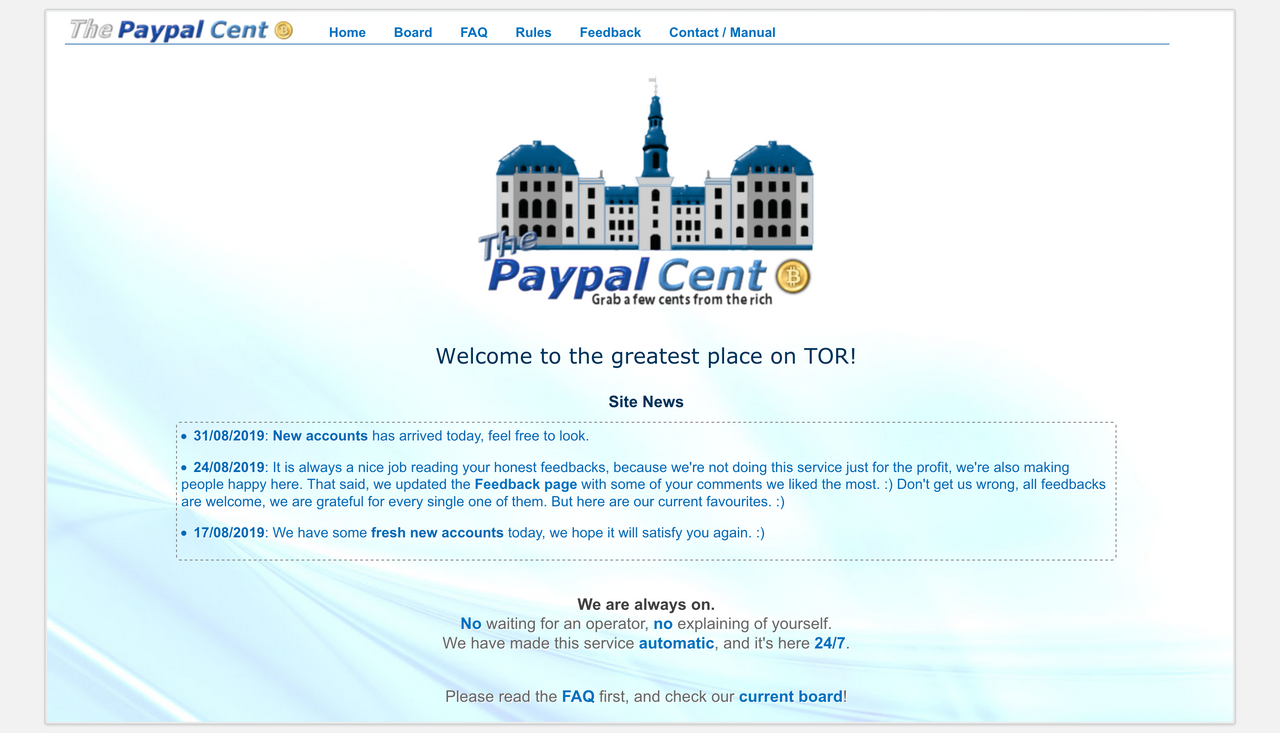 The Paypal Cent
Home Board FAQ Rules Feedback Contact / Manual
The
Paypal Cent
Grab a few cents from the rich
Welcome to the greatest place on TOR!
Site News
• 31/08/2019: New accounts has arrived today, feel free to look.
• 24/08/2019: It is always a nice job reading your honest feedbacks, because we're not doing this service just for the profit, we're also making
people happy here. That said, we updated the Feedback page with some of your comments we liked the most. :) Don't get us wrong, all feedbacks
are welcome, we are grateful for every single one of them. But here are our current favourites. :)
• 17/08/2019: We have some fresh new accounts today, we hope it will satisfy you again. :)
We are always on.
No waiting for an operator, no explaining of yourself.
We have made this service automatic, and it's here 24/7.
Please read the FAQ first, and check our current board!